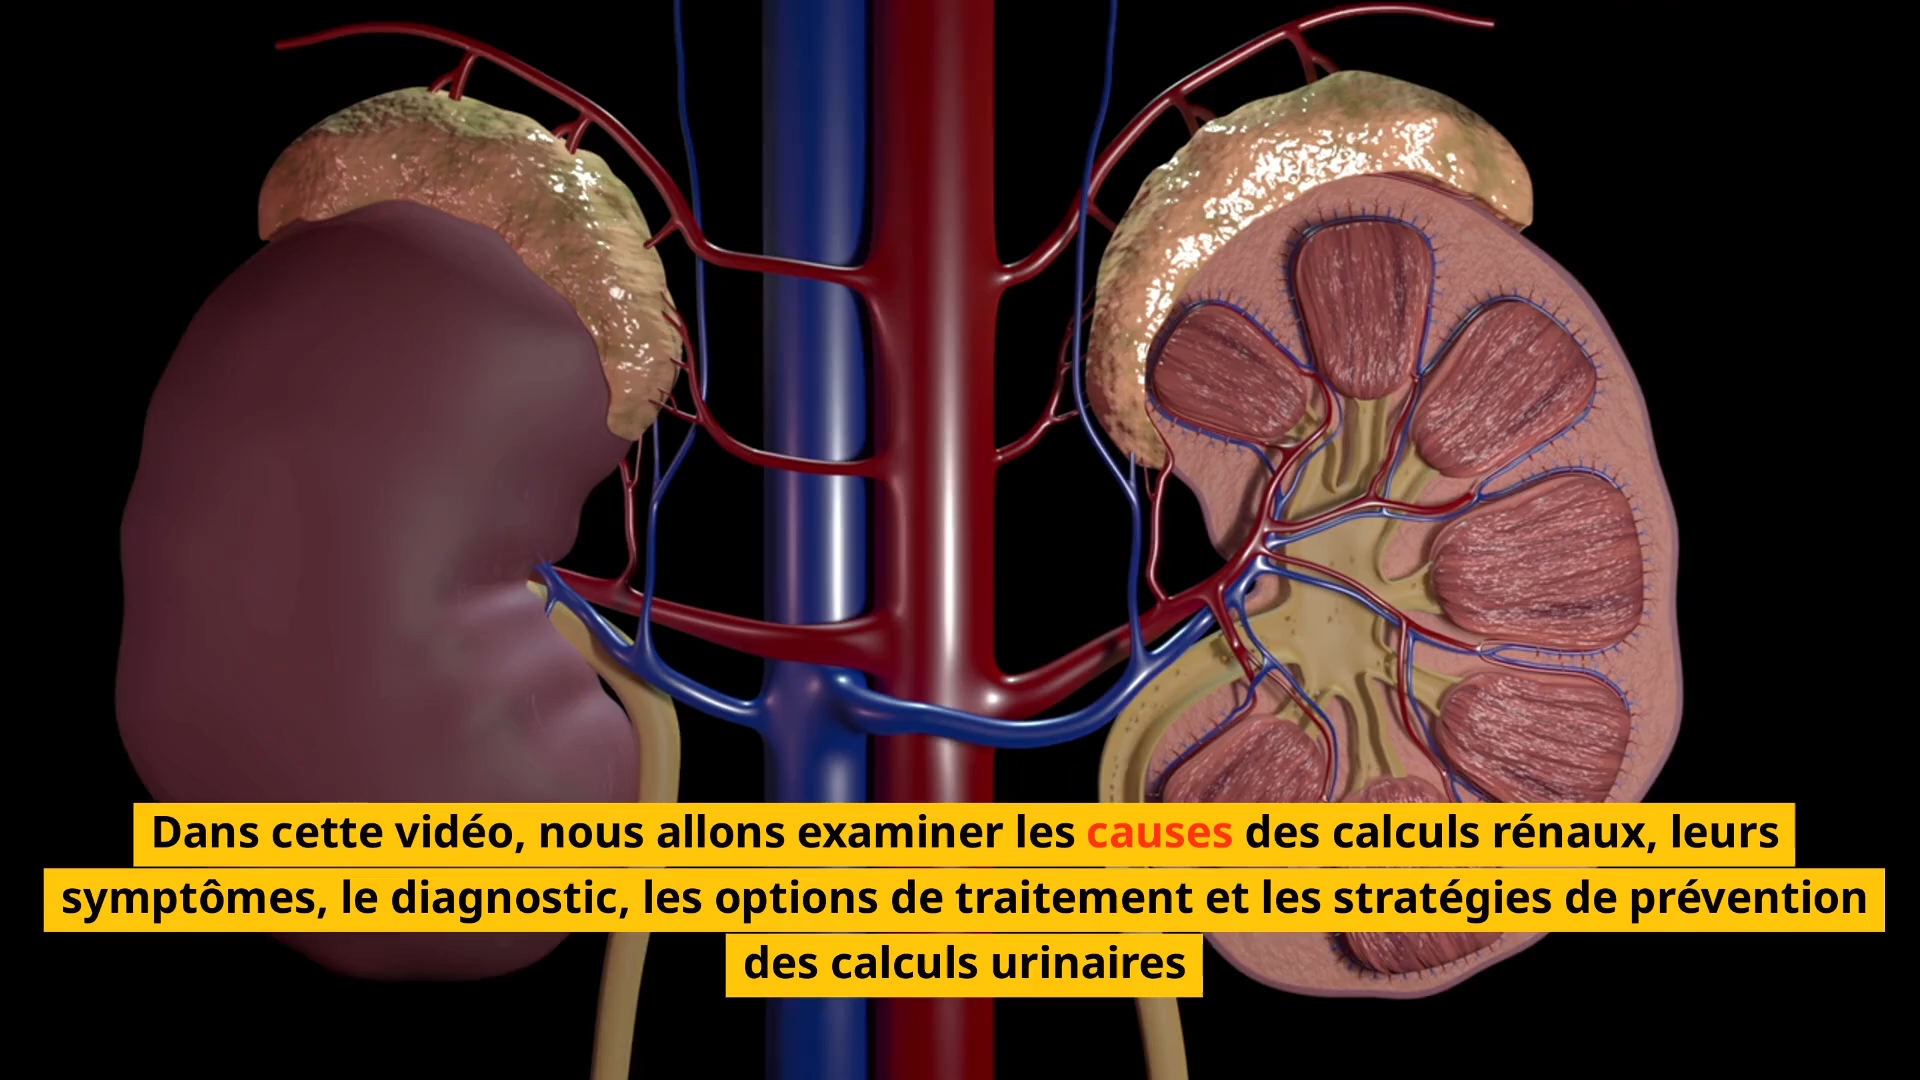 Dans cette vidéo, nous allons examiner les causes des calculs rénaux, leurs
symptômes, le diagnostic, les options de traitement et les stratégies de prévention
des calculs urinaires